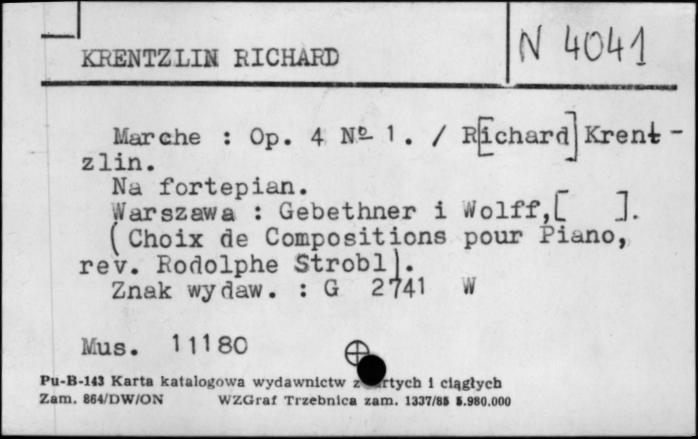 KRENTZLIN RICHARD
N 4041
Marche : Op. 4 Nº 1. / R[ichard] Krent-
zlin.
Na fortepian.
Warszawa : Gebethner i Wolff,[ ].
(Choix de Compositions pour Piano,
rev. Rodolphe Strobl).
Znak wydaw. : G 2741 W
Mus. 11180
Pu-B-143 Karta katalogowa wydawnictw ciągłych i
Zam. 864/DW/ON WZGraf Trzebnica zam. 1337/85 5.980.000